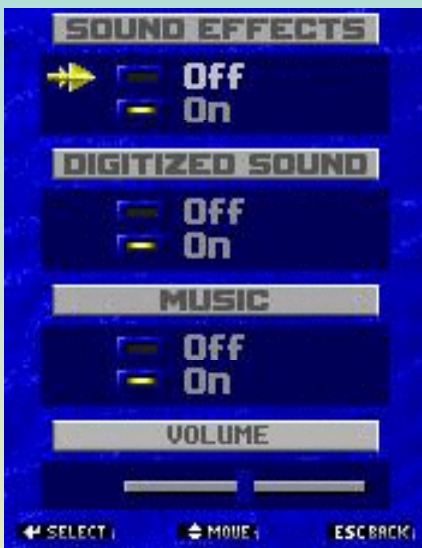 SOUND EFFECTS
Off
On
DIGITIZED SOUND
Off
On
MUSIC
Off
On
VOLUME
SELECT MOVE ESC BACK